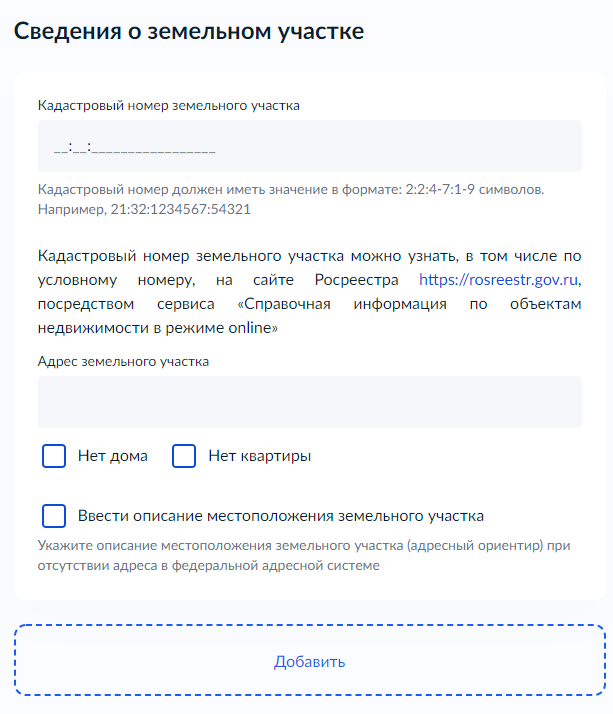 Сведения о земельном участке
Кадастровый номер земельного участка
__:__:_________________
Кадастровый номер должен иметь значение в формате: 2:2:4-7:1-9 символов.
Например, 21:32:1234567:54321
Кадастровый номер земельного участка можно узнать, в том числе по
условному номеру, на сайте Росреестра https://rosreestr.gov.ru,
посредством сервиса «Справочная информация по объектам
недвижимости в режиме online»
Адрес земельного участка
Нет дома Нет квартиры
Ввести описание местоположения земельного участка
Укажите описание местоположения земельного участка (адресный ориентир) при
отсутствии адреса в федеральной адресной системе
Добавить